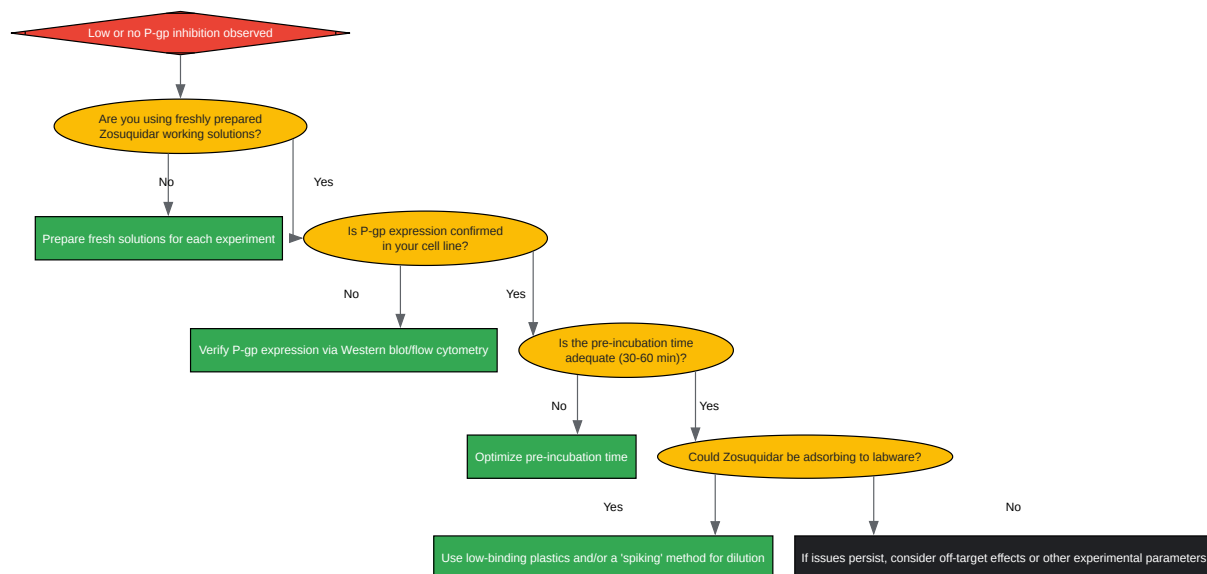 Low or no P-gp inhibition observed
Are you using freshly prepared
Zosuquidar working solutions?
No
Yes
Prepare fresh solutions for each experiment
Is P-gp expression confirmed
in your cell line?
No
Yes
Verify P-gp expression via Western blot/flow cytometry
Is the pre-incubation time
adequate (30-60 min)?
No
Yes
Optimize pre-incubation time
Could Zosuquidar be adsorbing to labware?
Yes
No
Use low-binding plastics and/or a 'spiking' method for dilution
If issues persist, consider off-target effects or other experimental parameters